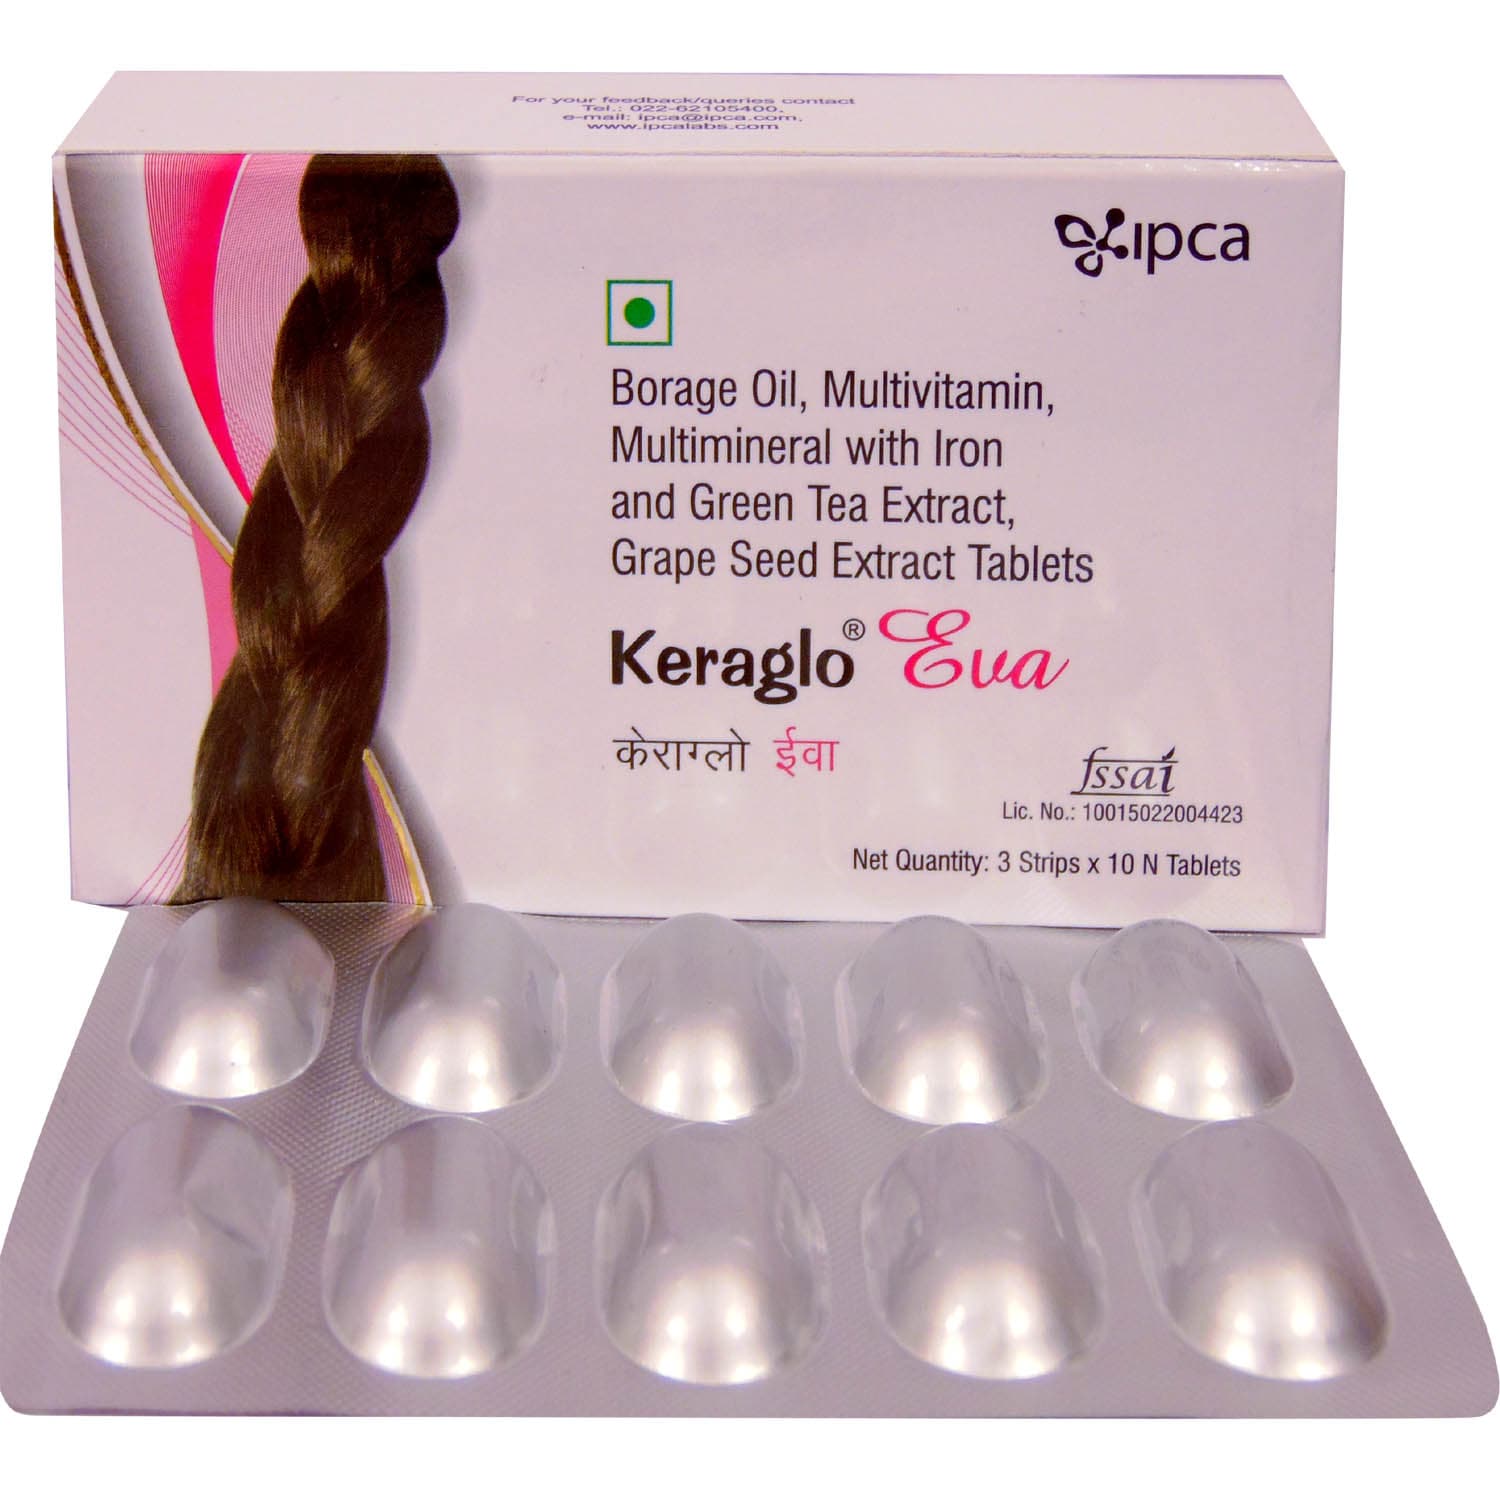 For your feedback/queries contact
Tel.: 022-62105400,
e-mail: ipca@ipca.com,
www.ipcalabs.com
ipca
Borage Oil, Multivitamin,
Multimineral with Iron
and Green Tea Extract,
Grape Seed Extract Tablets
Keraglo® Eva
केराग्लो ईवा
fssai
Lic. No.: 10015022004423
Net Quantity: 3 Strips x 10 N Tablets